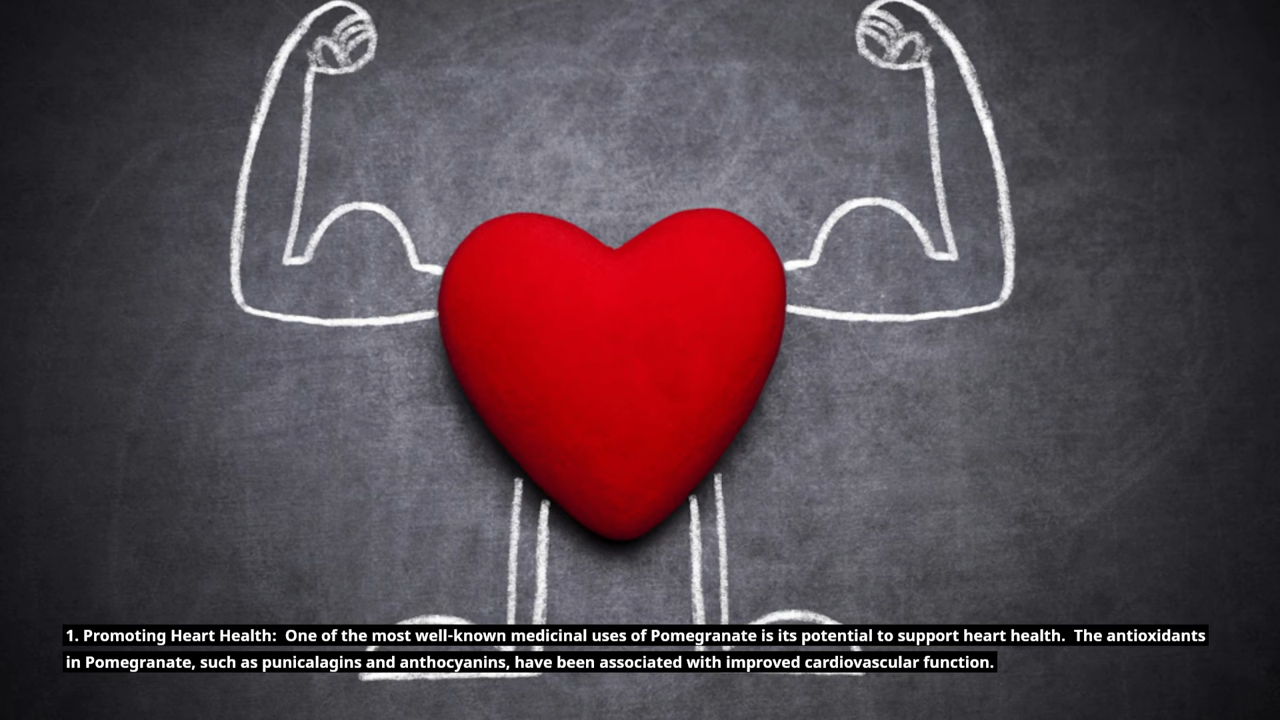 1. Promoting Heart Health:  One of the most well-known medicinal uses of Pomegranate is its potential to support heart health.  The antioxidants
in Pomegranate, such as punicalagins and anthocyanins, have been associated with improved cardiovascular function.